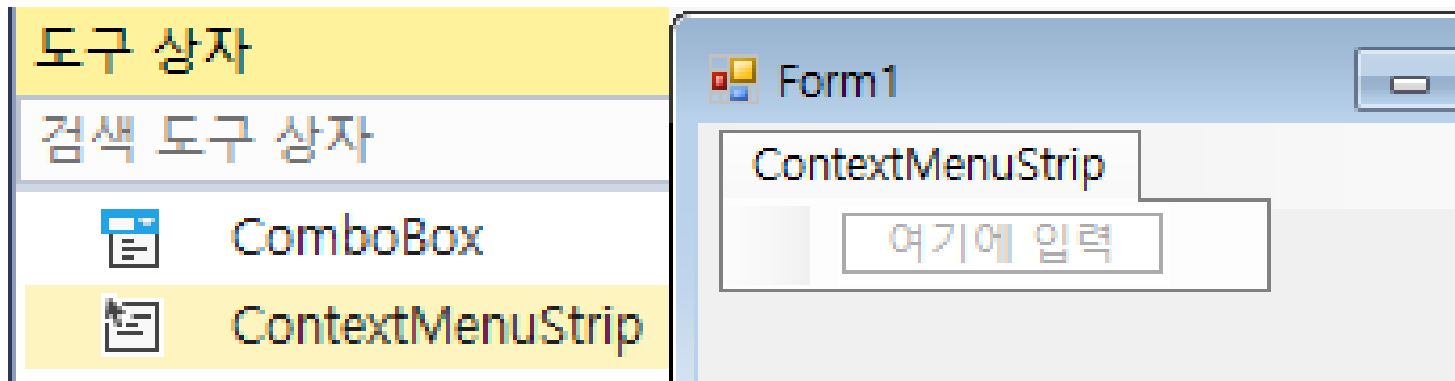 도구 상자
검색 도구 상자
ComboBox
ContextMenuStrip
Form1
ContextMenuStrip
여기에 입력